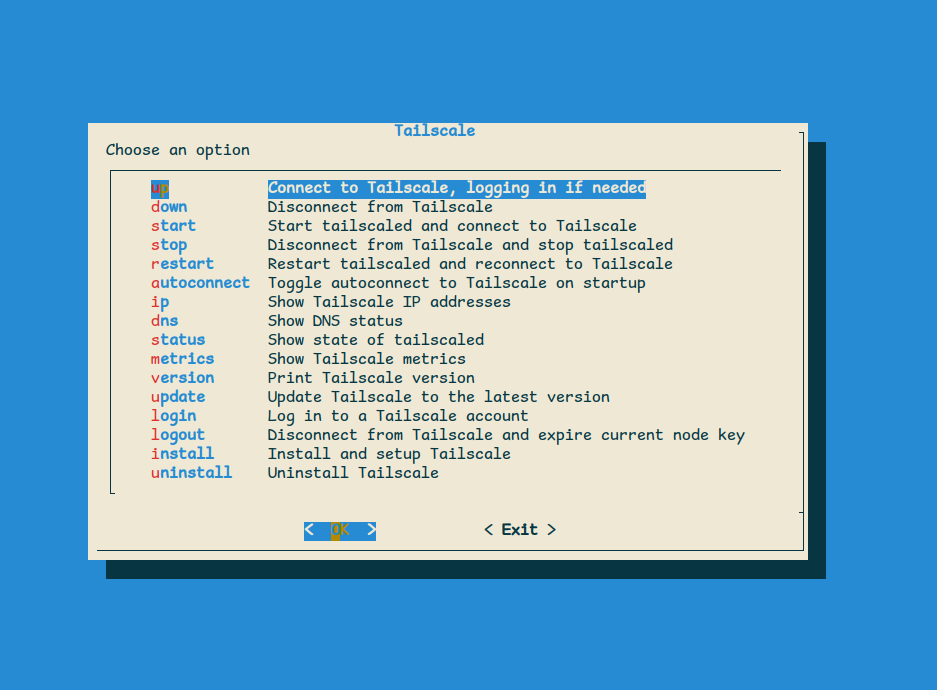 Tailscale
Choose an option
up Connect to Tailscale, logging in if needed
down Disconnect from Tailscale
start Start tailscaled and connect to Tailscale
stop Disconnect from Tailscale and stop tailscaled
restart Restart tailscaled and reconnect to Tailscale
autoconnect Toggle autoconnect to Tailscale on startup
ip Show Tailscale IP addresses
dns Show DNS status
status Show state of tailscaled
metrics Show Tailscale metrics
version Print Tailscale version
update Update Tailscale to the latest version
login Log in to a Tailscale account
logout Disconnect from Tailscale and expire current node key
install Install and setup Tailscale
uninstall Uninstall Tailscale
< OK > < Exit >